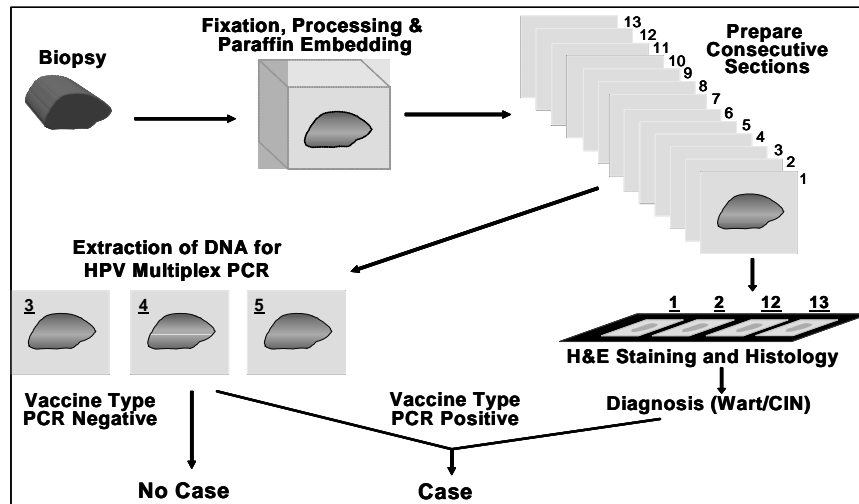 Biopsy
Fixation, Processing &
Paraffin Embedding
Prepare
Consecutive
Sections
13
12
11
10
9
8
7
6
5
4
3
2
1
Extraction of DNA for
HPV Multiplex PCR
3 4 5
1 2 12 13
H&E Staining and Histology
Vaccine Type
PCR Negative
Vaccine Type
PCR Positive
Diagnosis (Wart/CIN)
No Case
Case